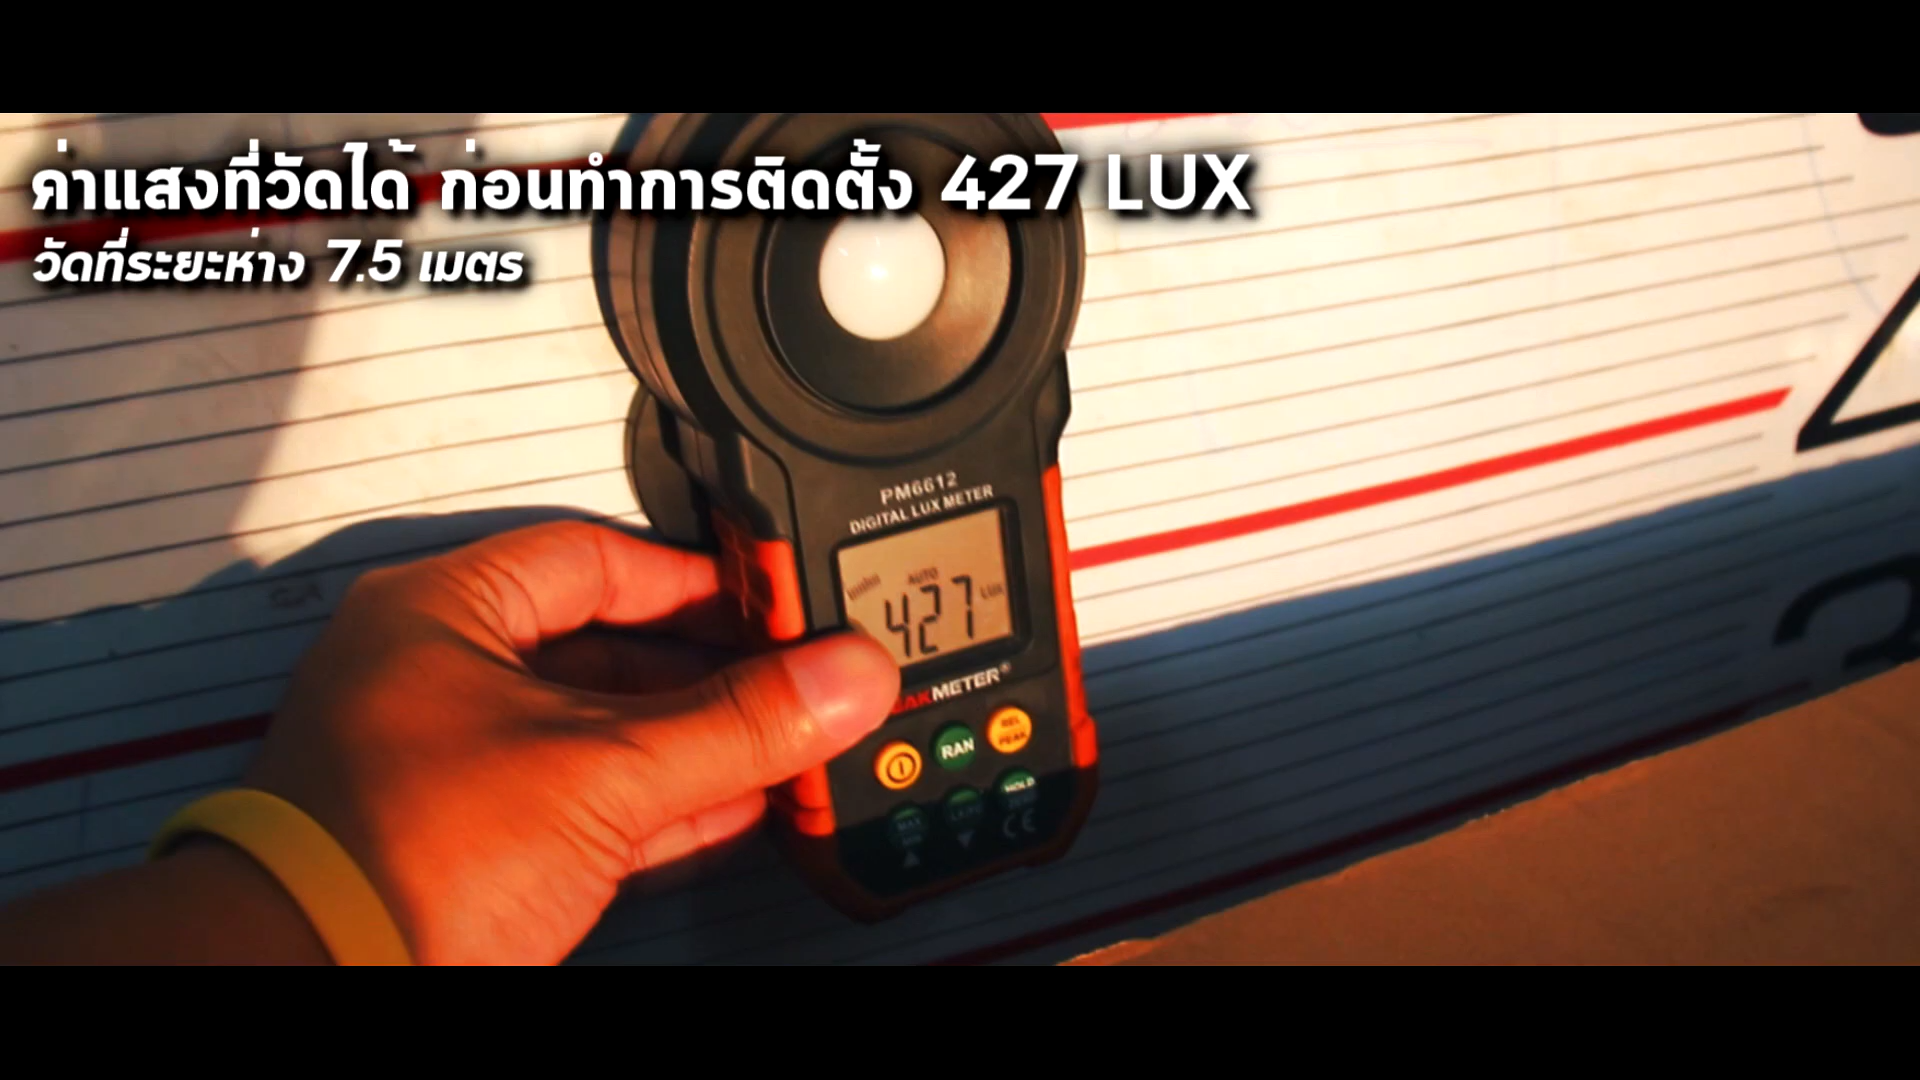 ค่าแสงที่วัดได้ ก่อนทำการติดตั้ง 427 LUX
วัดที่ระยะห่าง 7.5 เมตร
PM6612
DIGITAL LUX METER
AUTO
427 LUX
METER®
RAN
REL
PEAK
HOLD
MAX
CE